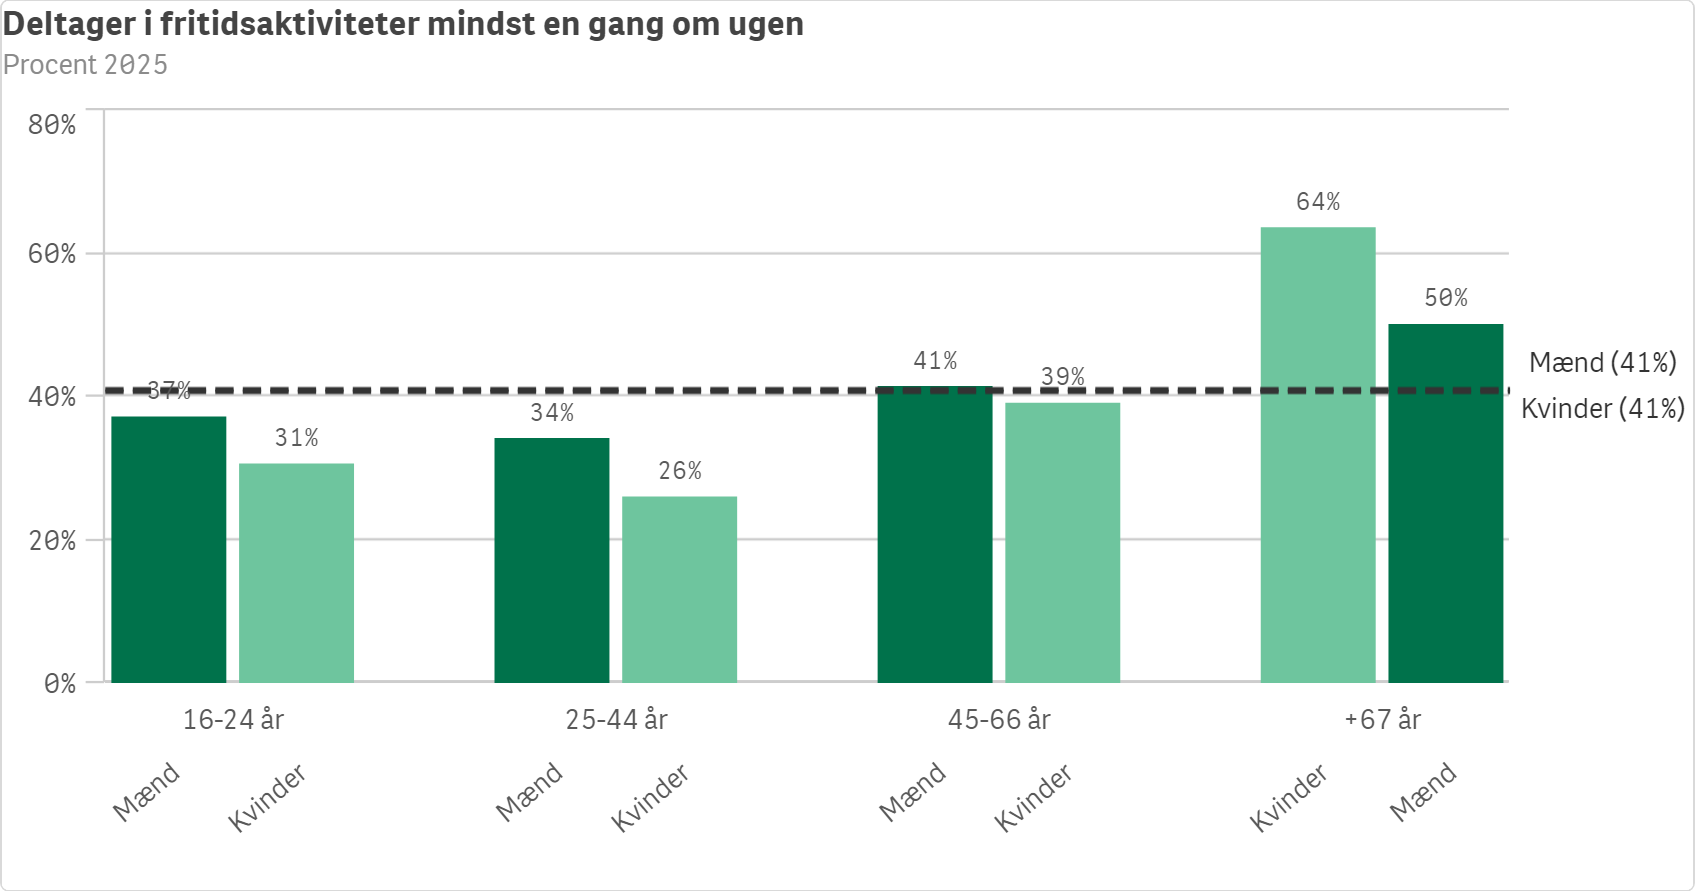 Deltager i fritidsaktiviteter mindst en gang om ugen
Procent 2025
80%
60%
40%
20%
0%
37%
31%
34%
26%
41%
39%
64%
50%
Mænd (41%)
Kvinder (41%)
16-24 år
25-44 år
45-66 år
+67 år
Mænd
Kvinder
Mænd
Kvinder
Mænd
Kvinder
Kvinder
Mænd